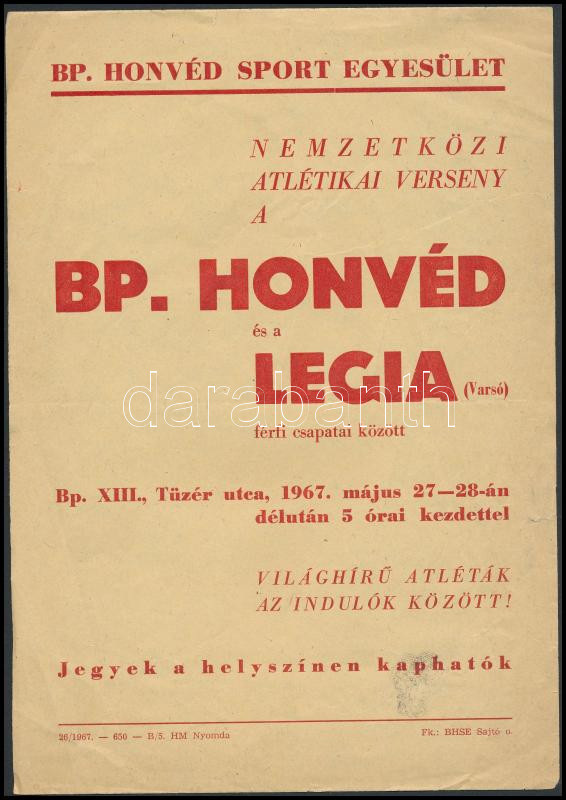 BP. HONVÉD SPORT EGYESÜLET
NEMZETKÖZI
ATLÉTIKAI VERSENY
A
BP. HONVÉD
és a
LEGIA (Varsó)
darabanth
férfi csapatai között
Bp. XIII., Tüzér utca, 1967. május 27—28-án
délután 5 órai kezdettel
VILÁGHÍRŰ ATLÉTÁK
AZ INDULÓK KÖZÖTT!
Jegyek a helyszínen kaphatók
26/1967. — 650 — B/5. HM Nyomda Fk.: BHSE Sajtó o.